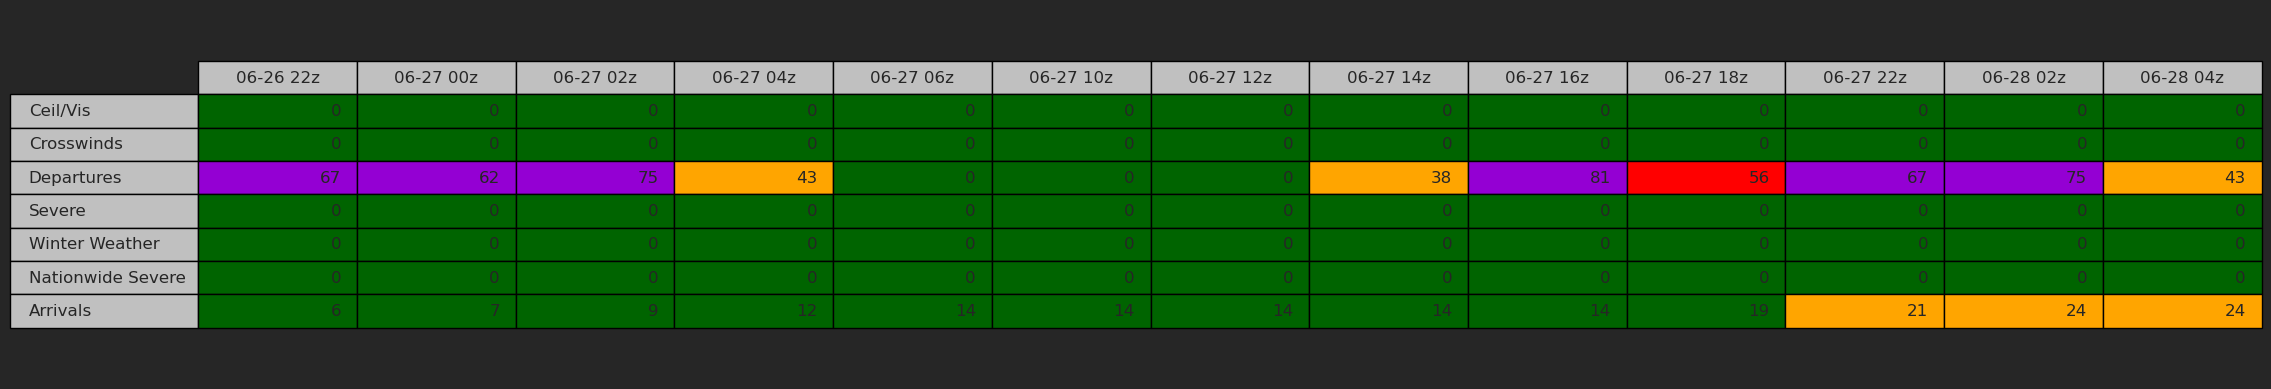 06-26 22z 06-27 00z 06-27 02z 06-27 04z 06-27 06z 06-27 10z 06-27 12z 06-27 14z 06-27 16z 06-27 18z 06-27 22z 06-28 02z 06-28 04z
Ceil/Vis 0 0 0 0 0 0 0 0 0 0 0 0 0
Crosswinds 0 0 0 0 0 0 0 0 0 0 0 0 0
Departures 67 62 75 43 0 0 0 38 81 56 67 75 43
Severe 0 0 0 0 0 0 0 0 0 0 0 0 0
Winter Weather 0 0 0 0 0 0 0 0 0 0 0 0 0
Nationwide Severe 0 0 0 0 0 0 0 0 0 0 0 0 0
Arrivals 6 7 9 12 14 14 14 14 14 19 21 24 24